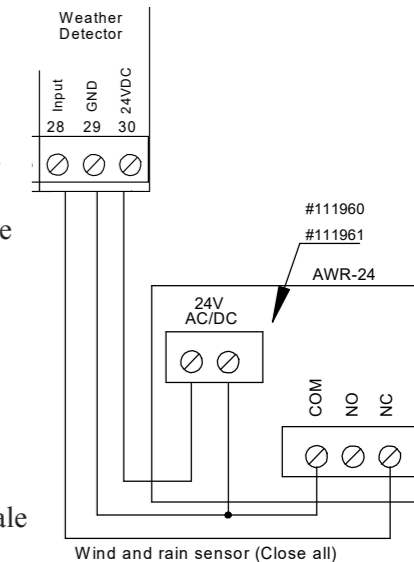 Weather
Detector
Input
GND
24VDC
28 29 30
e
#111960
#111961
AWR-24
24V
AC/DC
COM
NO
NC
ale
Wind and rain sensor (Close all)